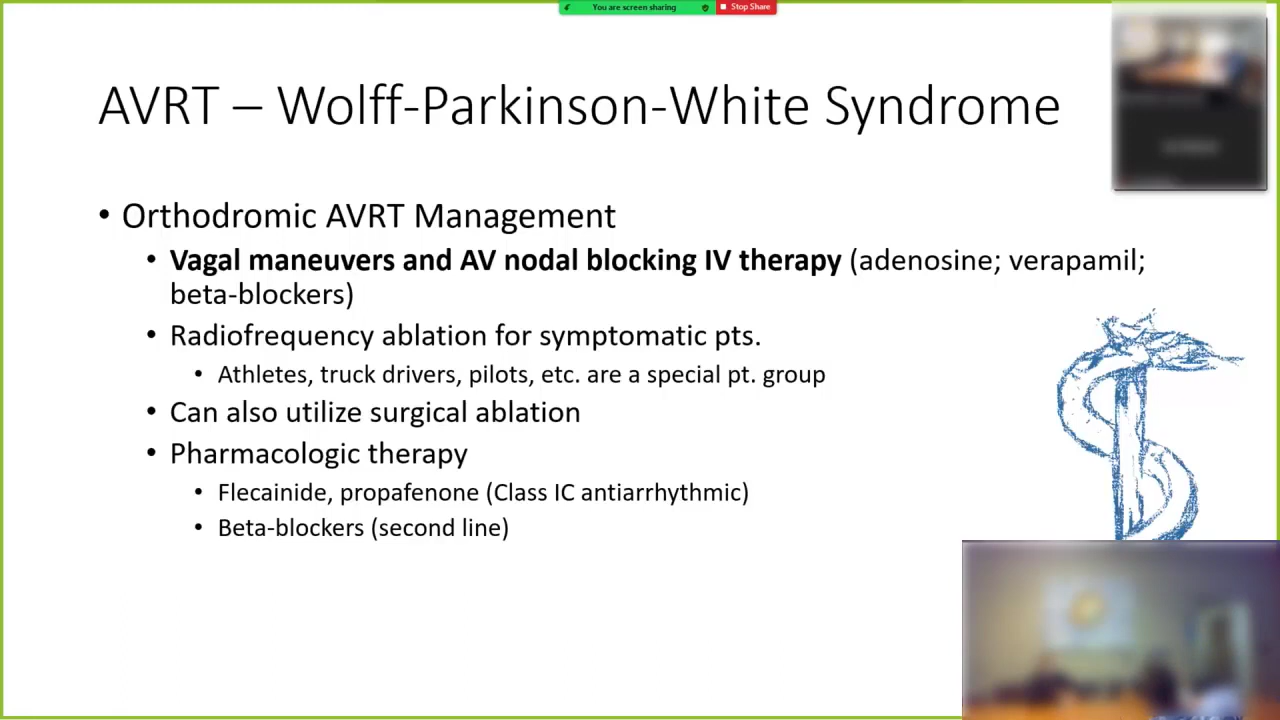 You are screen sharing
Stop Share
AVRT – Wolff-Parkinson-White Syndrome
• Orthodromic AVRT Management
• Vagal maneuvers and AV nodal blocking IV therapy (adenosine; verapamil;
beta-blockers)
• Radiofrequency ablation for symptomatic pts.
• Athletes, truck drivers, pilots, etc. are a special pt. group
• Can also utilize surgical ablation
• Pharmacologic therapy
• Flecainide, propafenone (Class IC antiarrhythmic)
• Beta-blockers (second line)